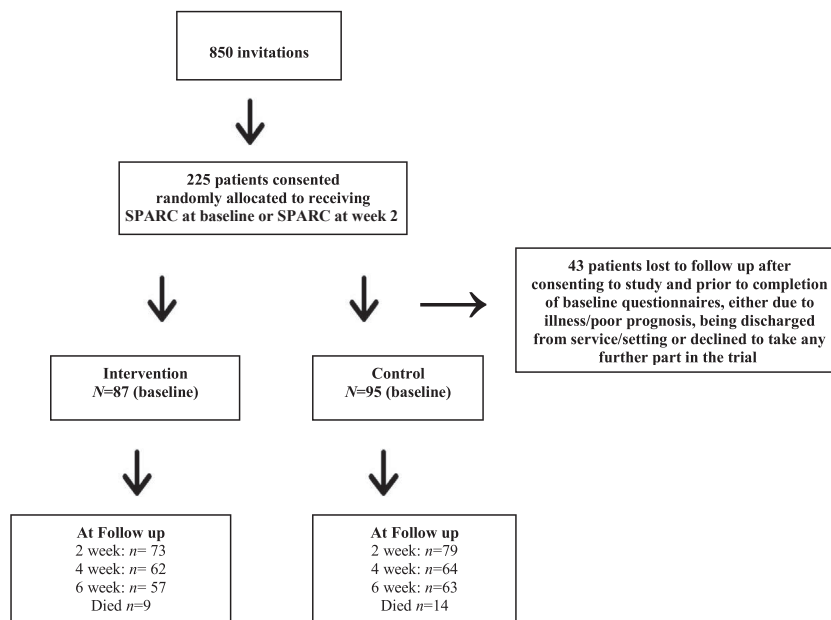 850 invitations
225 patients consented
randomly allocated to receiving
SPARC at baseline or SPARC at week 2
43 patients lost to follow up after
consenting to study and prior to completion
of baseline questionnaires, either due to
illness/poor prognosis, being discharged
from service/setting or declined to take any
further part in the trial
Intervention
N=87 (baseline)
Control
N=95 (baseline)
At Follow up
2 week: n= 73
4 week: n= 62
6 week: n= 57
Died n=9
At Follow up
2 week: n=79
4 week: n=64
6 week: n=63
Died n=14